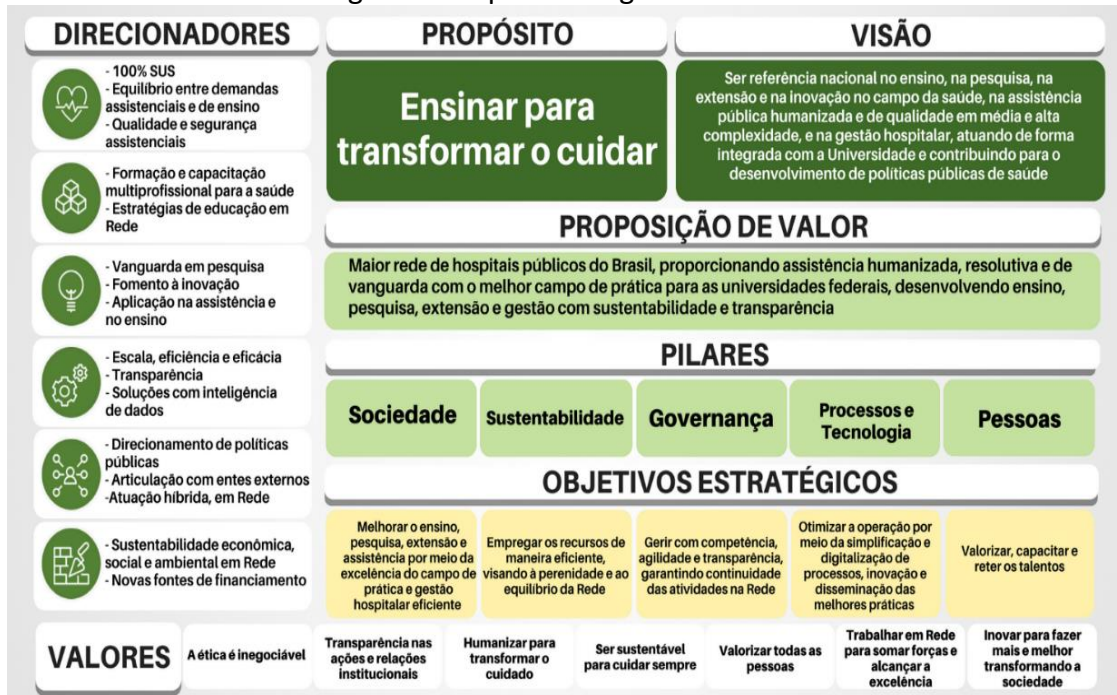 DIRECIONADORES
- 100% SUS
- Equilíbrio entre demandas
assistenciais e de ensino
- Qualidade e segurança
assistenciais
- Formação e capacitação
multiprofissional para a saúde
- Estratégias de educação em
Rede
- Vanguarda em pesquisa
- Fomento à inovação
- Aplicação na assistência e
no ensino
- Escala, eficiência e eficácia
- Transparência
- Soluções com inteligência
de dados
- Direcionamento de políticas
públicas
- Articulação com entes externos
-Atuação híbrida, em Rede
- Sustentabilidade econômica,
social e ambiental em Rede
- Novas fontes de financiamento
PROPÓSITO
Ensinar para
transformar o cuidar
VISÃO
Ser referência nacional no ensino, na pesquisa, na
extensão e na inovação no campo da saúde, na assistência
pública humanizada e de qualidade em média e alta
complexidade, e na gestão hospitalar, atuando de forma
integrada com a Universidade e contribuindo para o
desenvolvimento de políticas públicas de saúde
PROPOSIÇÃO DE VALOR
Maior rede de hospitais públicos do Brasil, proporcionando assistência humanizada, resolutiva e de
vanguarda com o melhor campo de prática para as universidades federais, desenvolvendo ensino,
pesquisa, extensão e gestão com sustentabilidade e transparência
PILARES
Sociedade
Sustentabilidade
Governança
Processos e
Tecnologia
Pessoas
OBJETIVOS ESTRATÉGICOS
Melhorar o ensino,
pesquisa, extensão e
assistência por meio da
excelência do campo de
prática e gestão
hospitalar eficiente
Empregar os recursos de
maneira eficiente,
visando à perenidade e ao
equilíbrio da Rede
Gerir com competência,
agilidade e transparência,
garantindo continuidade
das atividades na Rede
Otimizar a operação por
meio da simplificação e
digitalização de
processos, inovação e
disseminação das
melhores práticas
Valorizar, capacitar e
reter os talentos
VALORES
A ética é inegociável
Transparência nas
ações e relações
institucionais
Humanizar para
transformar o
cuidado
Ser sustentável
para cuidar sempre
Valorizar todas as
pessoas
Trabalhar em Rede
para somar forças e
alcançar a
excelência
Inovar para fazer
mais e melhor
transformando a
sociedade